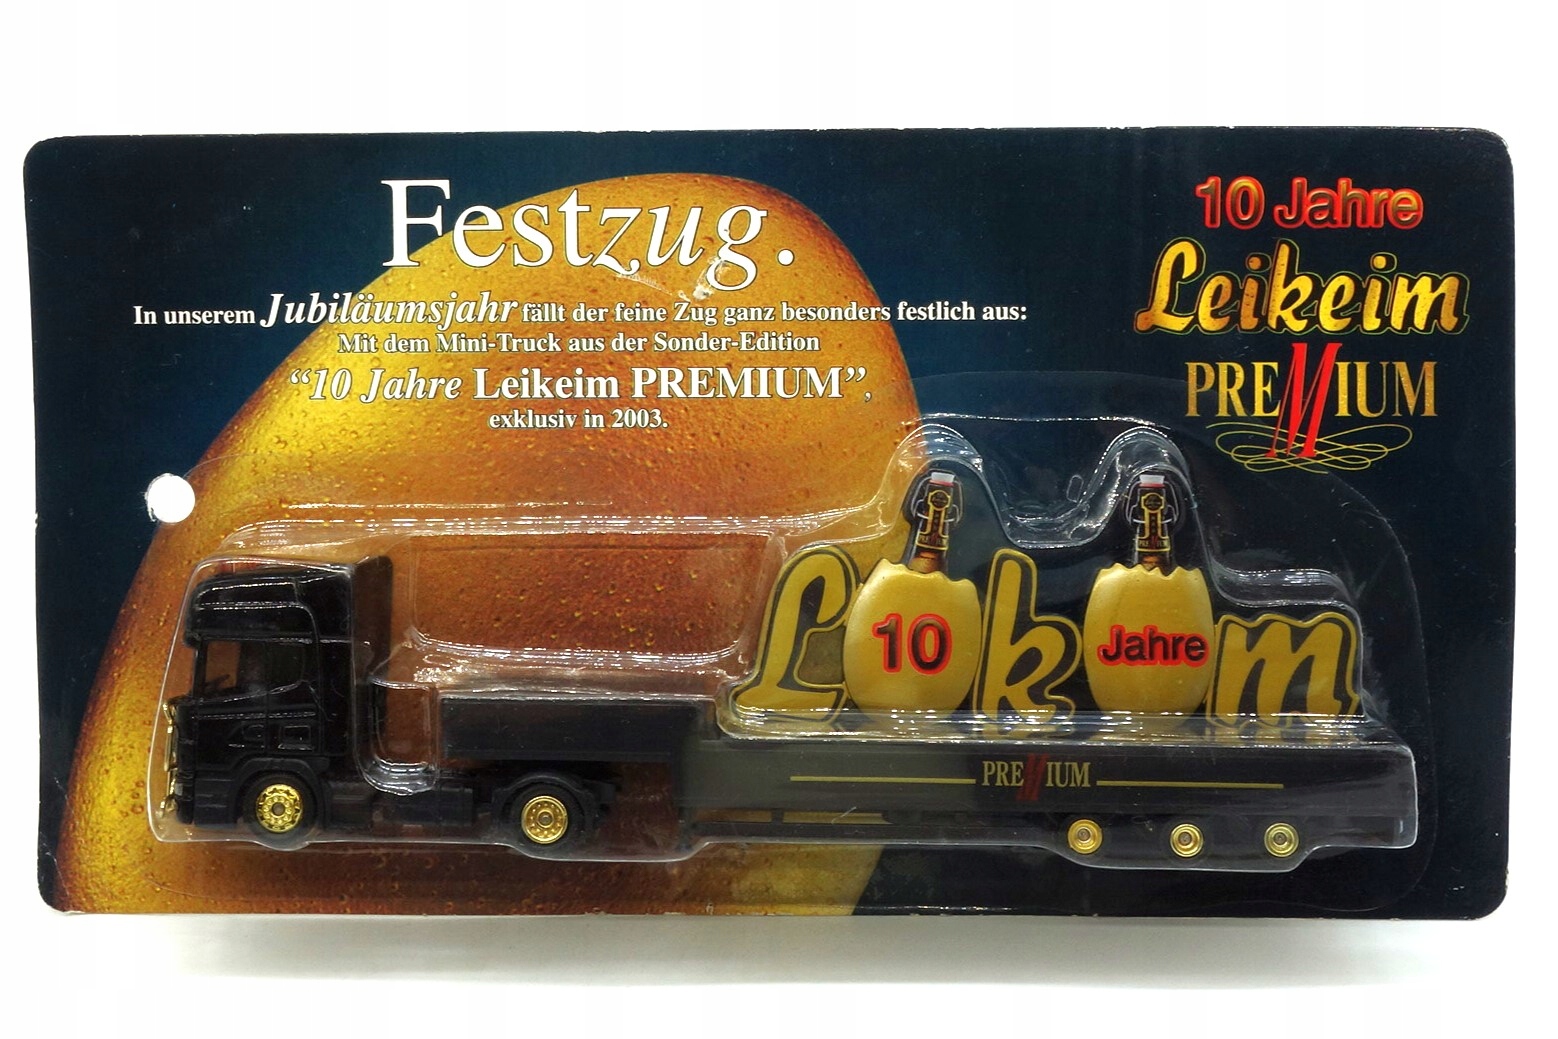 Festzug.
In unserem Jubiläumsjahr fällt der feine Zug ganz besonders festlich aus:
Mit dem Mini-Truck aus der Sonder-Edition
“10 Jahre Leikeim PREMIUM”,
exklusiv in 2003.
10 Jahre
Leikeim
PREMIUM
L 10 k Jahre m
PREMIUM